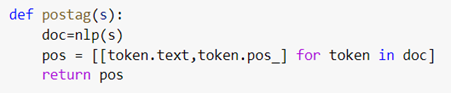 def postag(s):
    doc=nlp(s)
    pos = [[token.text,token.pos_] for token in doc]
    return pos